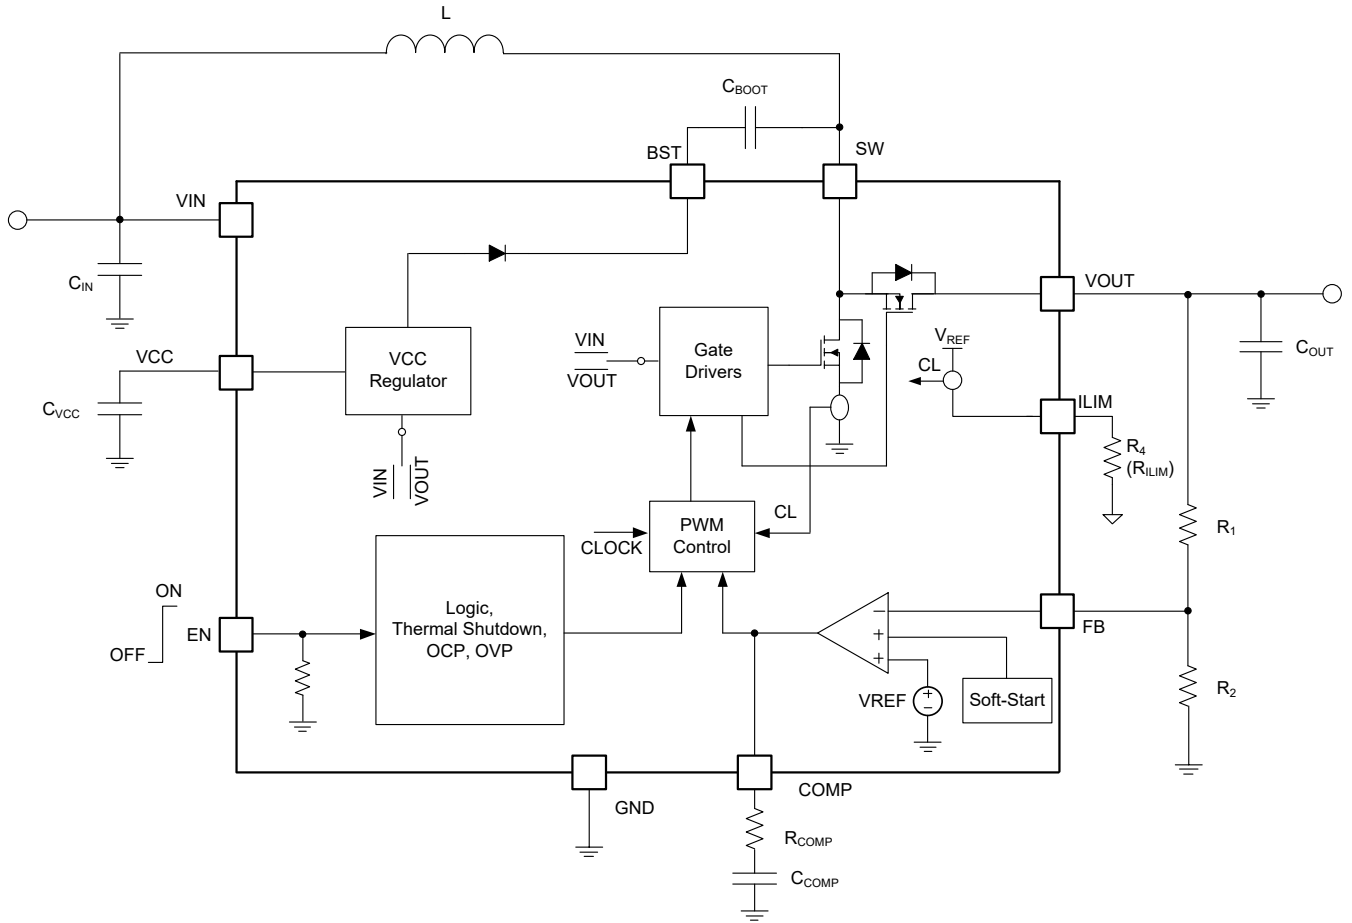 L
CBOOT
BST
SW
VIN
CIN
VOUT
COUT
VCC
CVCC
VCC
Regulator
VIN
VOUT
VIN
VOUT
Gate
Drivers
VREF
CL
ILIM
R4
(RILIM)
CL
PWM
Control
CLOCK
R1
ON
OFF
EN
Logic,
Thermal Shutdown,
OCP, OVP
−
+
+
FB
VREF
+
−
Soft-Start
R2
GND
COMP
RCOMP
CCOMP